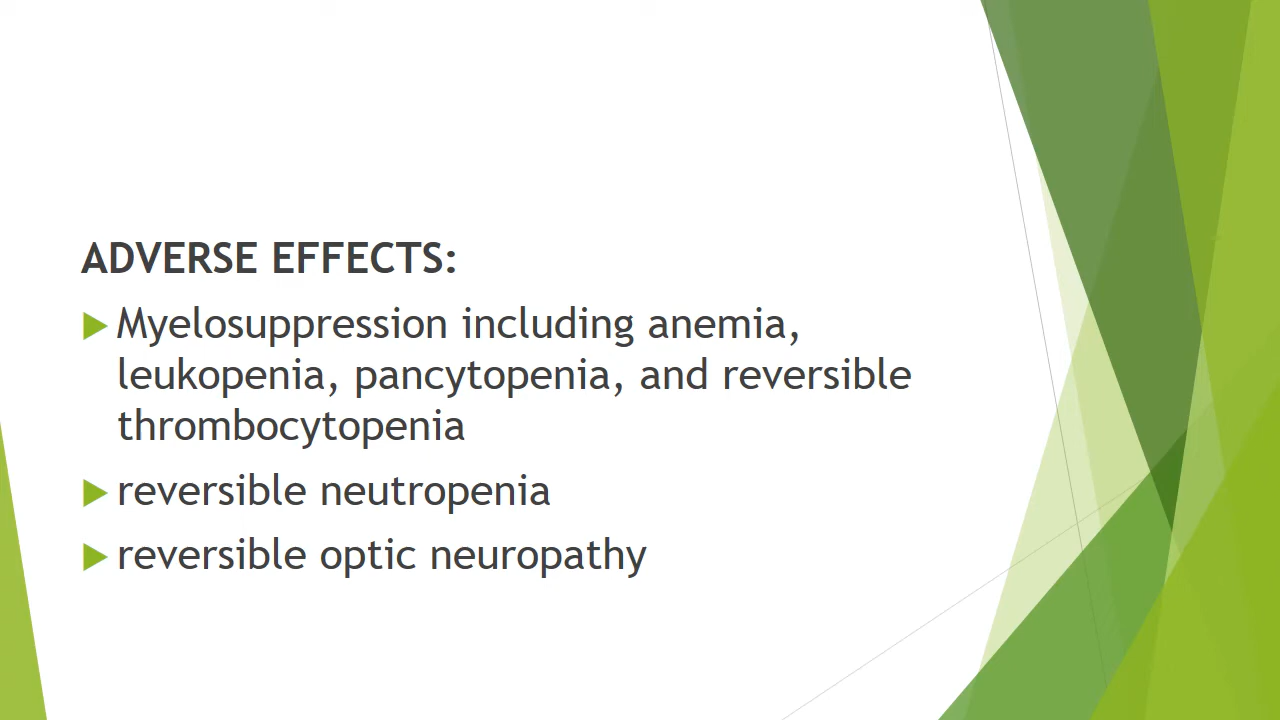 ADVERSE EFFECTS:
Myelosuppression including anemia,
leukopenia, pancytopenia, and reversible
thrombocytopenia
reversible neutropenia
reversible optic neuropathy